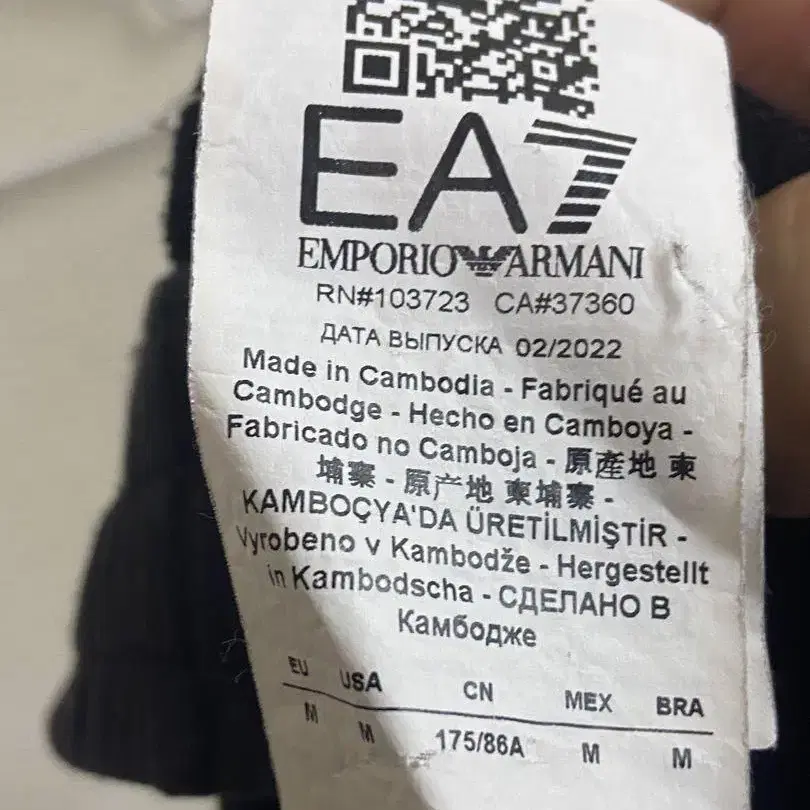 EA7
EMPORIO ARMANI
RN#103723 CA#37360
ДАТА ВЫПУСКА 02/2022
Made in Cambodia - Fabriqué au
Cambodge - Hecho en Camboya -
Fabricado no Camboja - 原產地 柬
埔寨 - 原产地 柬埔寨 -
KAMBOÇYA'DA ÜRETİLMİŞTİR -
Vyrobeno v Kambodže - Hergestellt
in Kambodscha - СДЕЛАНО В
Камбодже
EU USA CN MEX BRA
M M 175/86A M M